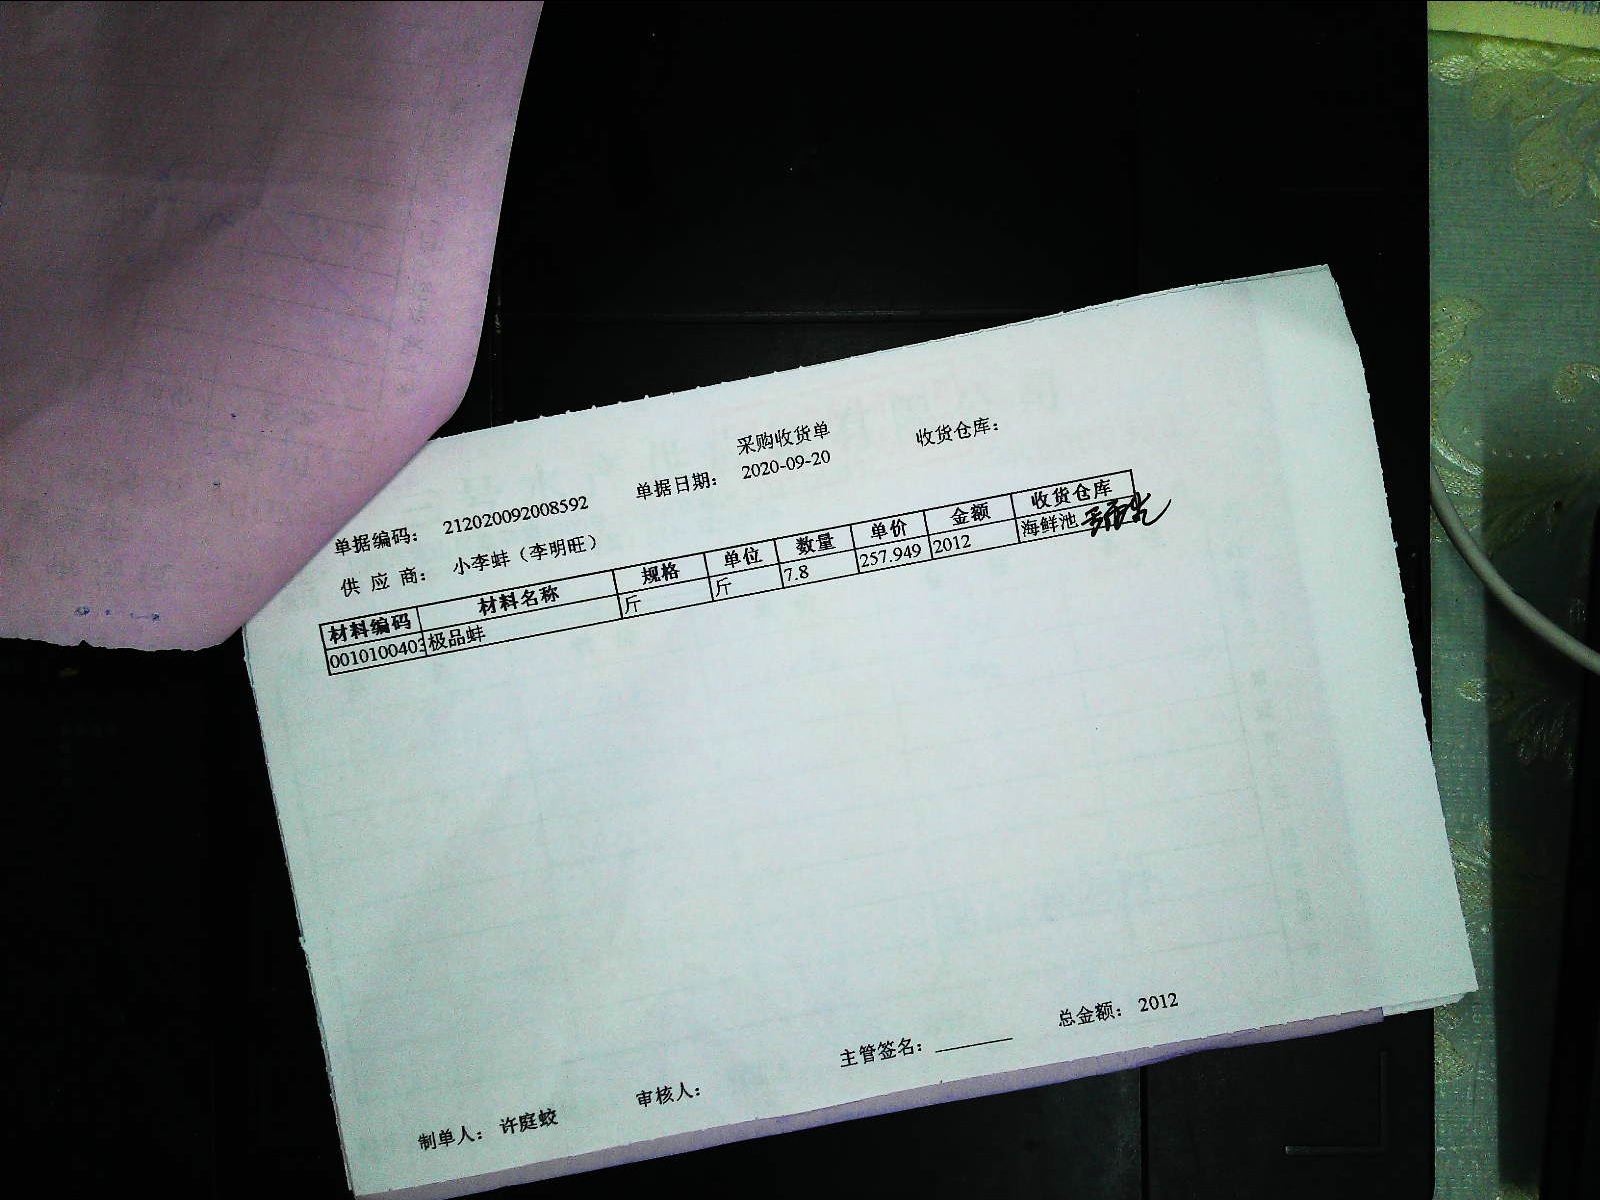 采购收货单
单据编码: 212020092008592 单据日期: 2020-09-20 收货仓库:
供 应 商: 小李蚌（李明旺）
材料编码 材料名称 规格 单位 数量 单价 金额 收货仓库
0010100403 极品蚌 斤 斤 7.8 257.949 2012 海鲜池
制单人: 许庭蛟 审核人: 主管签名: ________ 总金额: 2012